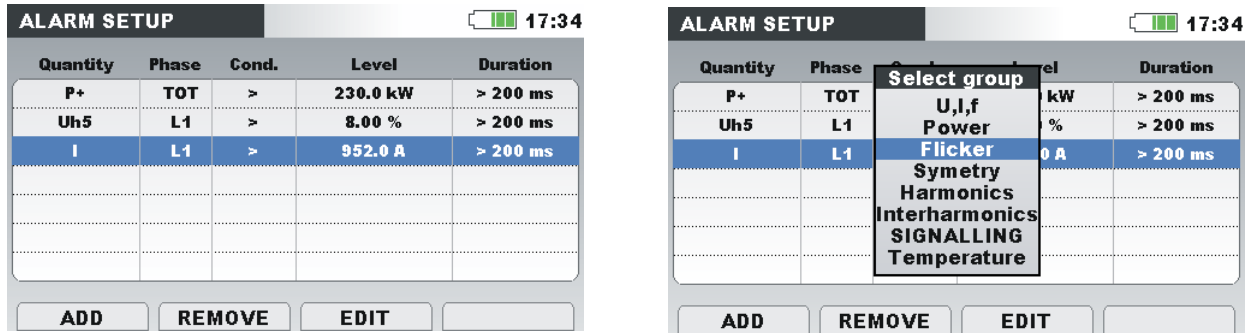 ALARM SETUP 17:34
Quantity Phase Cond. Level Duration
P+ TOT > 230.0 kW > 200 ms
Uh5 L1 > 8.00 % > 200 ms
I L1 > 952.0 A > 200 ms
ADD REMOVE EDIT
ALARM SETUP 17:34
Quantity Phase Duration
Select group
P+ TOT kW > 200 ms
U,I,f
Uh5 L1 Power % > 200 ms
I L1 Flicker 0 A > 200 ms
Symetry
Harmonics
Interharmonics
SIGNALLING
Temperature
ADD REMOVE EDIT